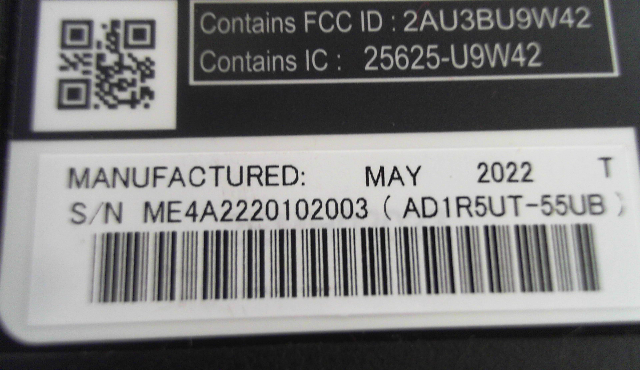 Contains FCC ID : 2AU3BU9W42
Contains IC : 25625-U9W42
MANUFACTURED: MAY 2022 T
S/N ME4A2220102003 ( AD1R5UT-55UB )